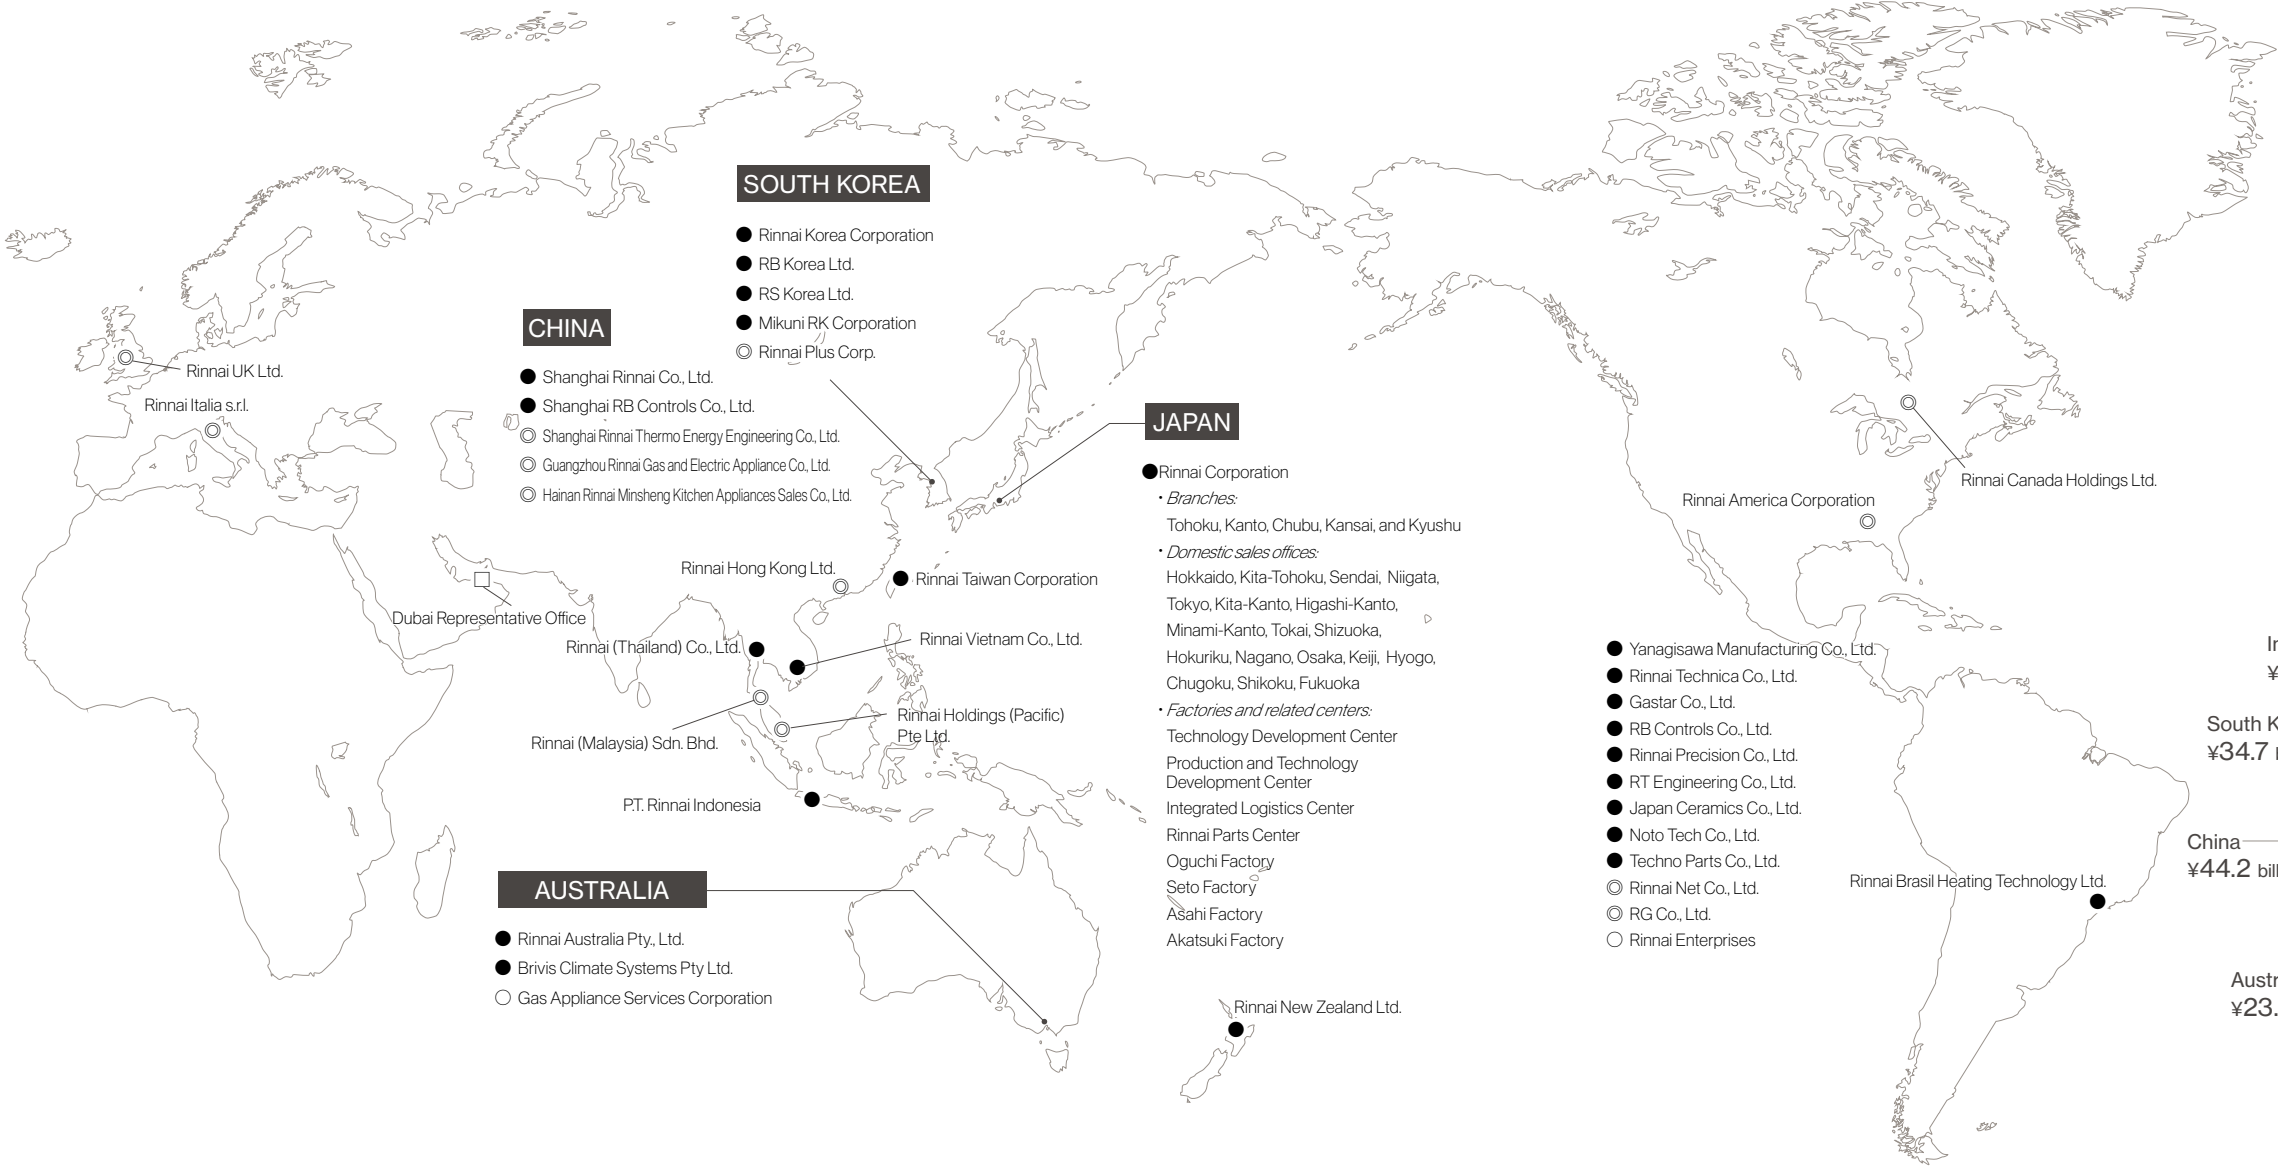 SOUTH KOREA
● Rinnai Korea Corporation
● RB Korea Ltd.
● RS Korea Ltd.
● Mikuni RK Corporation
◎ Rinnai Plus Corp.
CHINA
● Shanghai Rinnai Co., Ltd.
● Shanghai RB Controls Co., Ltd.
◎ Shanghai Rinnai Thermo Energy Engineering Co., Ltd.
◎ Guangzhou Rinnai Gas and Electric Appliance Co., Ltd.
◎ Hainan Rinnai Minsheng Kitchen Appliances Sales Co., Ltd.
Rinnai UK Ltd.
Rinnai Italia s.r.l.
Dubai Representative Office
Rinnai Hong Kong Ltd.
Rinnai Taiwan Corporation
Rinnai (Thailand) Co., Ltd.
Rinnai Vietnam Co., Ltd.
Rinnai (Malaysia) Sdn. Bhd.
Rinnai Holdings (Pacific)
Pte Ltd.
P.T. Rinnai Indonesia
AUSTRALIA
● Rinnai Australia Pty., Ltd.
● Brivis Climate Systems Pty Ltd.
○ Gas Appliance Services Corporation
JAPAN
●Rinnai Corporation
• Branches:
Tohoku, Kanto, Chubu, Kansai, and Kyushu
• Domestic sales offices:
Hokkaido, Kita-Tohoku, Sendai, Niigata,
Tokyo, Kita-Kanto, Higashi-Kanto,
Minami-Kanto, Tokai, Shizuoka,
Hokuriku, Nagano, Osaka, Keiji, Hyogo,
Chugoku, Shikoku, Fukuoka
• Factories and related centers:
Technology Development Center
Production and Technology
Development Center
Integrated Logistics Center
Rinnai Parts Center
Oguchi Factory
Seto Factory
Asahi Factory
Akatsuki Factory
Rinnai New Zealand Ltd.
● Yanagisawa Manufacturing Co., Ltd.
● Rinnai Technica Co., Ltd.
● Gastar Co., Ltd.
● RB Controls Co., Ltd.
● Rinnai Precision Co., Ltd.
● RT Engineering Co., Ltd.
● Japan Ceramics Co., Ltd.
● Noto Tech Co., Ltd.
● Techno Parts Co., Ltd.
◎ Rinnai Net Co., Ltd.
◎ RG Co., Ltd.
○ Rinnai Enterprises
Rinnai America Corporation
Rinnai Canada Holdings Ltd.
Rinnai Brasil Heating Technology Ltd.
¥
South
¥34.7
China
¥44.2
¥23.